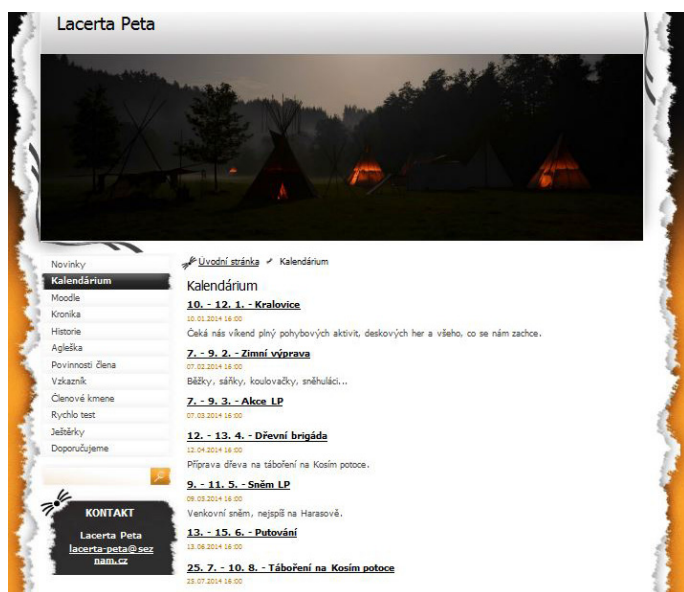 Lacerta Peta
Novinky
Kalendárium
Moodle
Kronika
Historie
Agleška
Povinnosti člena
Vzkazník
Členové kmene
Rychlo test
Ještěrky
Doporučujeme
KONTAKT
Lacerta Peta
lacerta-peta@sez
nam.cz
Úvodní stránka Kalendárium
Kalendárium
10. - 12. 1. - Kralovice
10.01.2014 16:00
Čeká nás víkend plný pohybových aktivit, deskových her a všeho, co se nám zachce.
7. - 9. 2. - Zimní výprava
07.02.2014 16:00
Běžky, sáňky, koulovačky, sněhuláci...
7. - 9. 3. - Akce LP
07.03.2014 16:00
12. - 13. 4. - Dřevní brigáda
12.04.2014 16:00
Příprava dřeva na táboření na Kosím potoce.
9. - 11. 5. - Sněm LP
09.05.2014 16:00
Venkovní sněm, nejspíš na Harasově.
13. - 15. 6. - Putování
13.06.2014 16:00
25. 7. - 10. 8. - Táboření na Kosím potoce
25.07.2014 16:00